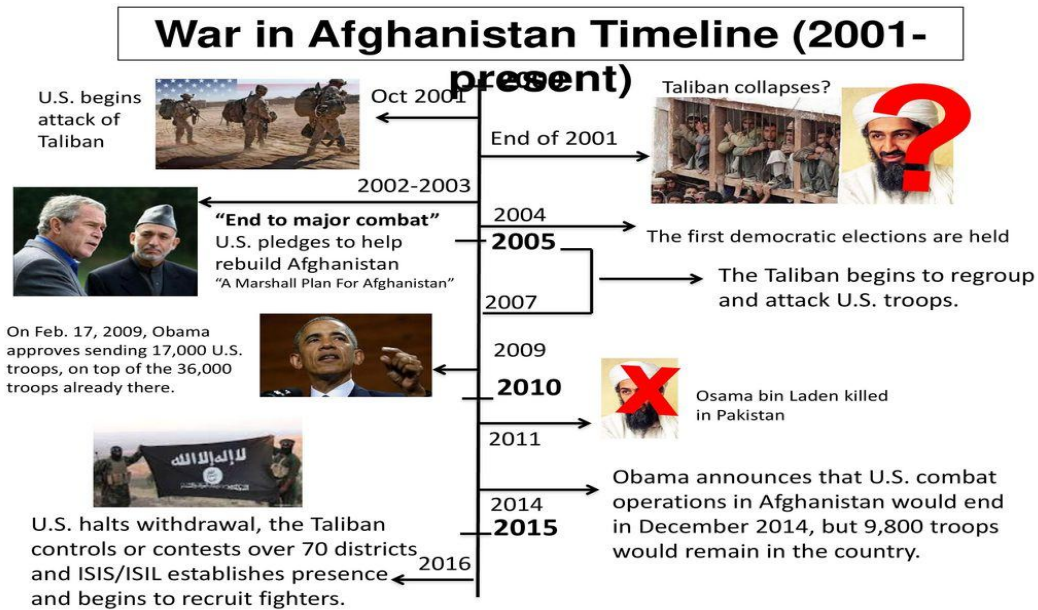 War in Afghanistan Timeline (2001-
present)
U.S. begins
attack of
Taliban
Oct 2001
Taliban collapses?
End of 2001
2002-2003
“End to major combat”
U.S. pledges to help
rebuild Afghanistan
“A Marshall Plan For Afghanistan”
2004
The first democratic elections are held
2005
The Taliban begins to regroup
and attack U.S. troops.
2007
On Feb. 17, 2009, Obama
approves sending 17,000 U.S.
troops, on top of the 36,000
troops already there.
2009
2010
Osama bin Laden killed
in Pakistan
2011
Obama announces that U.S. combat
operations in Afghanistan would end
in December 2014, but 9,800 troops
would remain in the country.
2014
2015
لا إله إلا الله
U.S. halts withdrawal, the Taliban
controls or contests over 70 districts
and ISIS/ISIL establishes presence
and begins to recruit fighters.
2016